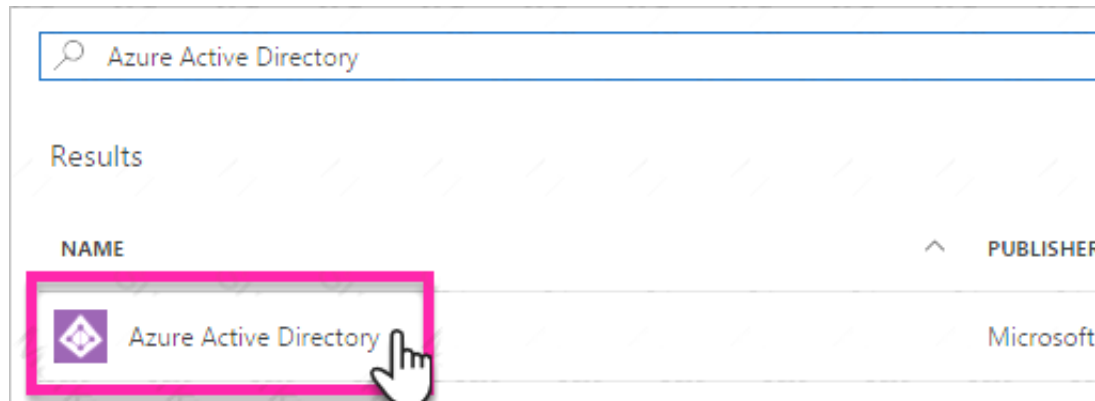 Azure Active Directory
Results
NAME PUBLISHER
Azure Active Directory Microsoft